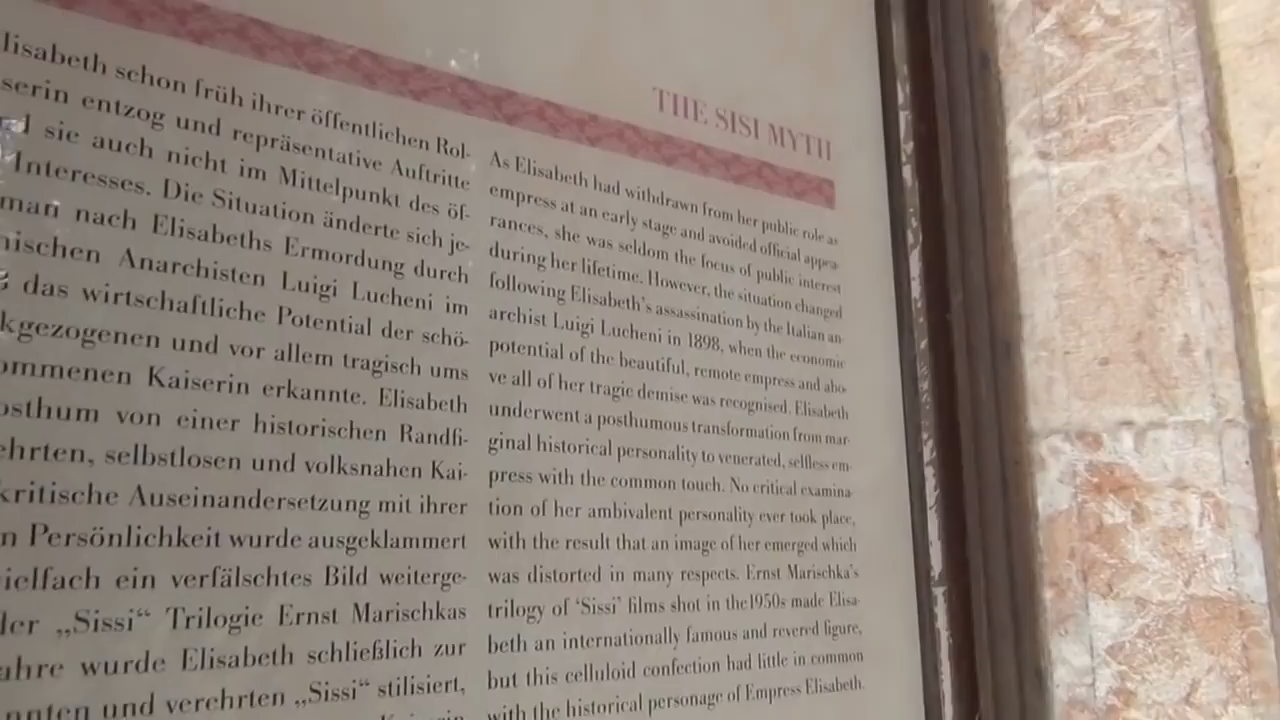 lisabeth schon früh ihrer öffentlichen Rol-
serin entzog und repräsentative Auftritte
sie auch nicht im Mittelpunkt des öf-
Interesses. Die Situation änderte sich je-
nach Elisabeths Ermordung durch
nischen Anarchisten Luigi Lucheni im
das wirtschaftliche Potential der schö-
kgezogenen und vor allem tragisch ums
ommenen Kaiserin erkannte. Elisabeth
osthum von einer historischen Randfi-
ehrten, selbstlosen und volksnahen Kai-
kritische Auseinandersetzung mit ihrer
n Persönlichkeit wurde ausgeklammert
ielfach ein verfälschtes Bild weiterge-
der „Sissi“ Trilogie Ernst Marischkas
ahre wurde Elisabeth schließlich zur
nnten und verehrten „Sissi“ stilisiert,
THE SISI MYTH
As Elisabeth had withdrawn from her public role as
empress at an early stage and avoided official appea-
rances, she was seldom the focus of public interest
during her lifetime. However, the situation changed
following Elisabeth's assassination by the Italian an-
archist Luigi Lucheni in 1898, when the economic
potential of the beautiful, remote empress and abo-
ve all of her tragic demise was recognised. Elisabeth
underwent a posthumous transformation from mar-
ginal historical personality to venerated, selfless em-
press with the common touch. No critical examina-
tion of her ambivalent personality ever took place,
with the result that an image of her emerged which
was distorted in many respects. Ernst Marischka's
trilogy of ‘Sissi’ films shot in the1950s made Elisa-
beth an internationally famous and revered figure,
but this celluloid confection had little in common
with the historical personage of Empress Elisabeth.